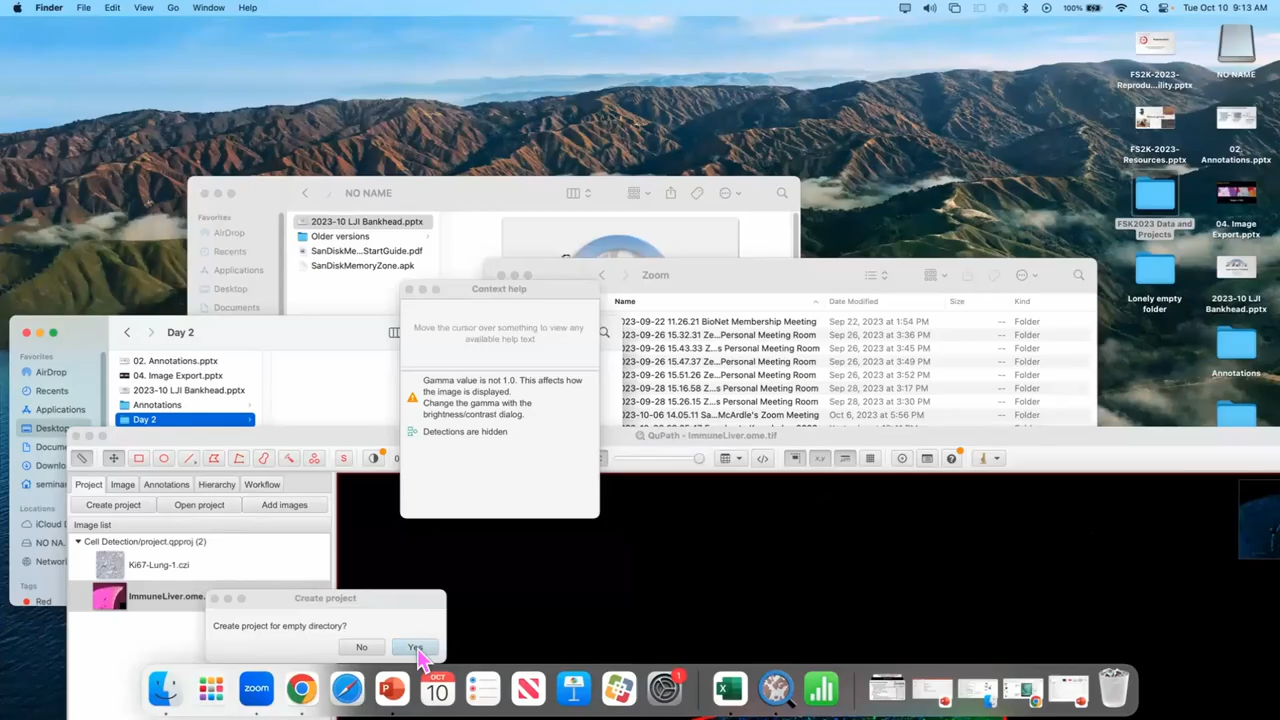 Finder File Edit View Go Window Help
100% Tue Oct 10 9:13 AM
FS2K-2023-
Reprodu...ility.pptx
NO NAME
FS2K-2023-
Resources.pptx
02.
Annotations.pptx
FSK2023 Data and
Projects
04. Image
Export.pptx
Lonely empty
folder
2023-10 LJI
Bankhead.pptx
Annotations
NO NAME
Favorites
AirDrop
Recents
Applications
Desktop
Documents
2023-10 LJI Bankhead.pptx
Older versions
SanDiskMe...StartGuide.pdf
SanDiskMemoryZone.apk
Zoom
Name Date Modified Size Kind
023-09-22 11.26.21 BioNet Membership Meeting Sep 22, 2023 at 1:54 PM -- Folder
023-09-26 15.32.31 Ze...Personal Meeting Room Sep 26, 2023 at 3:36 PM -- Folder
023-09-26 15.43.38 Z...s Personal Meeting Room Sep 26, 2023 at 3:45 PM -- Folder
023-09-26 15.47.37 Ze...Personal Meeting Room Sep 26, 2023 at 3:49 PM -- Folder
023-09-26 15.51.26 Z...s Personal Meeting Room Sep 26, 2023 at 3:52 PM -- Folder
023-09-28 15.16.58 Z...'s Personal Meeting Room Sep 28, 2023 at 3:17 PM -- Folder
023-09-28 15.26.15 Z...s Personal Meeting Room Sep 28, 2023 at 3:30 PM -- Folder
023-10-06 14.05.11 Sa...McArdle's Zoom Meeting Oct 6, 2023 at 5:56 PM -- Folder
Context help
Move the cursor over something to view any
available help text
Gamma value is not 1.0. This affects how
the image is displayed.
Change the gamma with the
brightness/contrast dialog.
Detections are hidden
Day 2
Favorites
AirDrop
Recents
Applications
Desktop
Docume
Downlo
seminar
Locations
iCloud D
NO NA.
Network
Tags
Red
02. Annotations.pptx
04. Image Export.pptx
2023-10 LJI Bankhead.pptx
Annotations
Day 2
QuPath - ImmuneLiver.ome.tif
S
x,y
Project Image Annotations Hierarchy Workflow
Create project Open project Add images
Image list
Cell Detection/project.qpproj (2)
Ki67-Lung-1.czi
ImmuneLiver.ome.
Create project
Create project for empty directory?
No Yes
zoom
OCT
10
1